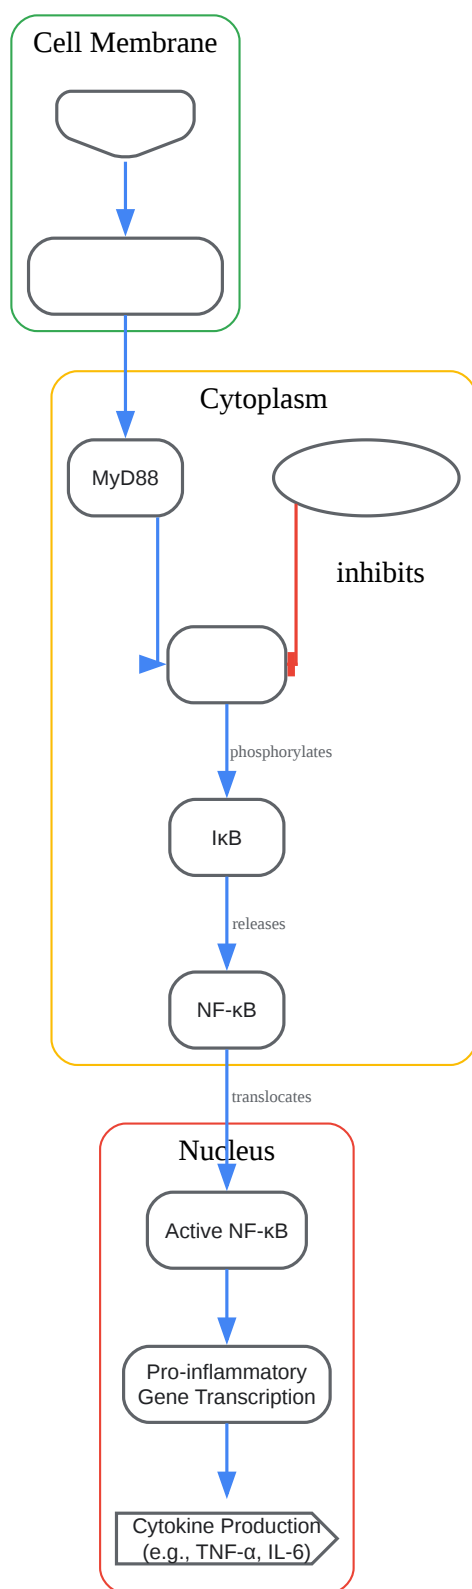 Cell Membrane
Cytoplasm
MyD88
inhibits
phosphorylates
IκB
releases
NF-κB
translocates
Nucleus
Active NF-κB
Pro-inflammatory
Gene Transcription
Cytokine Production
(e.g., TNF-α, IL-6)